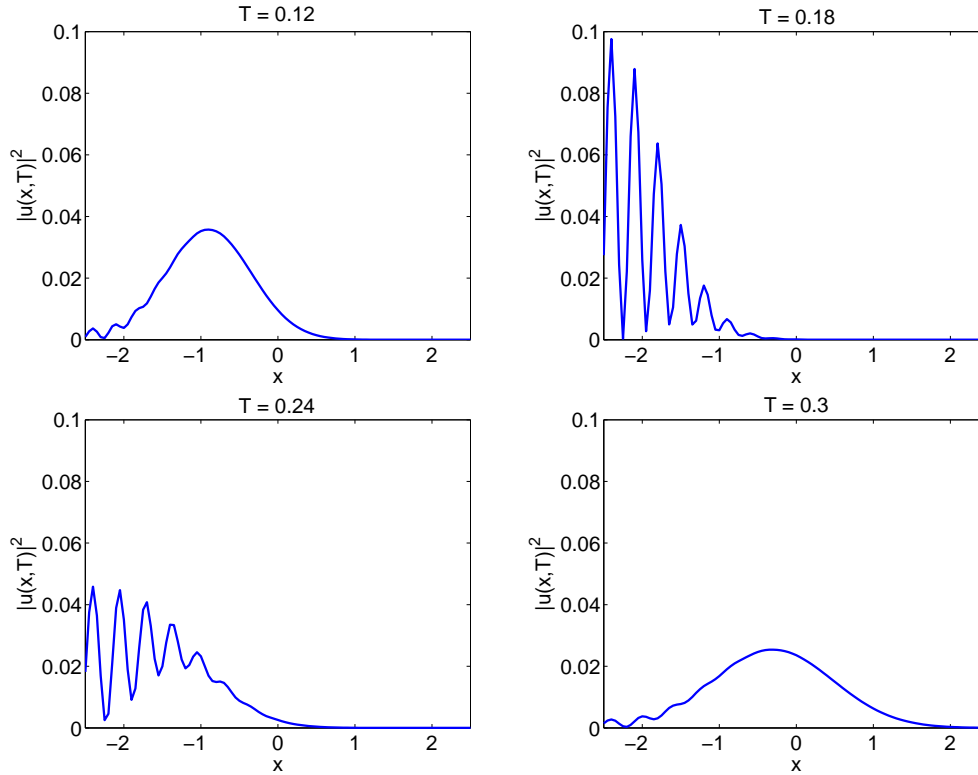 T = 0.12
0.1
0.08
0.06
0.04
0.02
0
|u(x,T)|²
−2 −1 0 1 2
x
T = 0.18
0.1
0.08
0.06
0.04
0.02
0
|u(x,T)|²
−2 −1 0 1 2
x
T = 0.24
0.1
0.08
0.06
0.04
0.02
0
|u(x,T)|²
−2 −1 0 1 2
x
T = 0.3
0.1
0.08
0.06
0.04
0.02
0
|u(x,T)|²
−2 −1 0 1 2
x